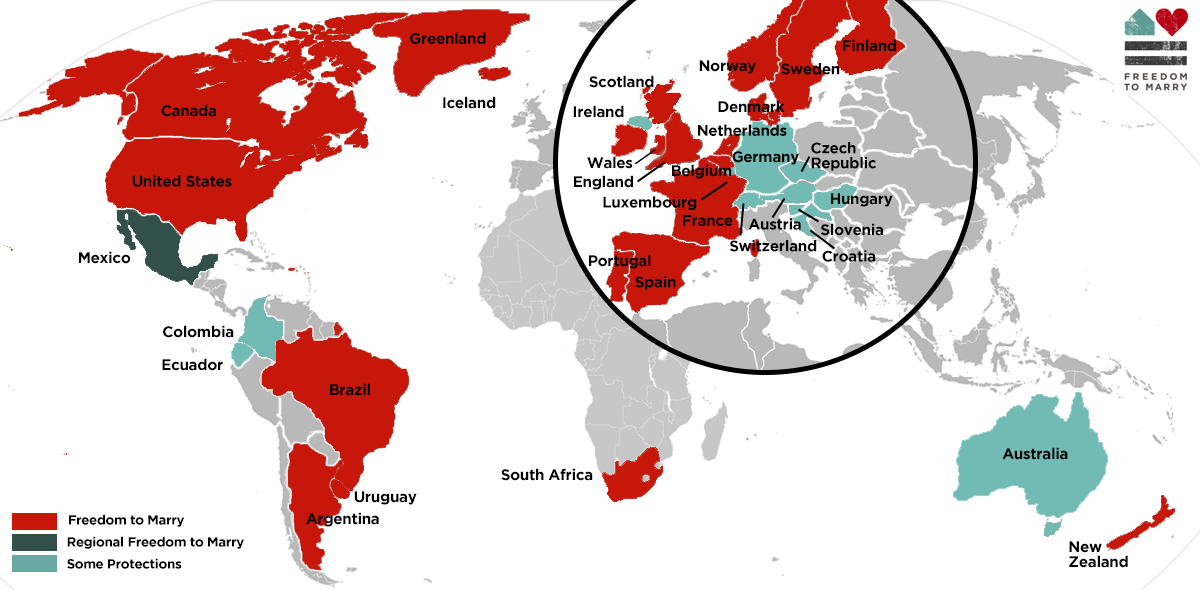 Greenland
Iceland
Canada
United States
Mexico
Colombia
Ecuador
Brazil
Uruguay
Argentina
Freedom to Marry
Regional Freedom to Marry
Some Protections
Norway
Sweden
Finland
Scotland
Ireland
Denmark
Netherlands
Wales
England
Belgium
Germany
Czech
Republic
Luxembourg
France
Hungary
Austria
Slovenia
Switzerland
Croatia
Portugal
Spain
South Africa
Australia
New
Zealand
FREEDOM
TO MARRY